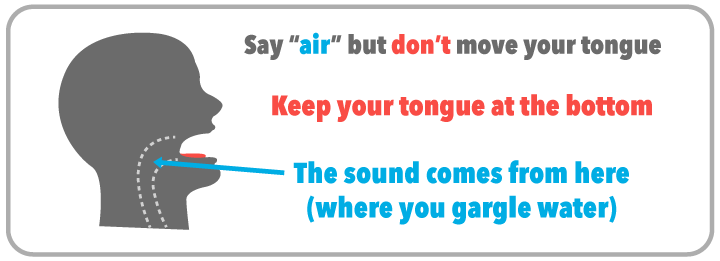 Say “air” but don’t move your tongue
Keep your tongue at the bottom
The sound comes from here
(where you gargle water)